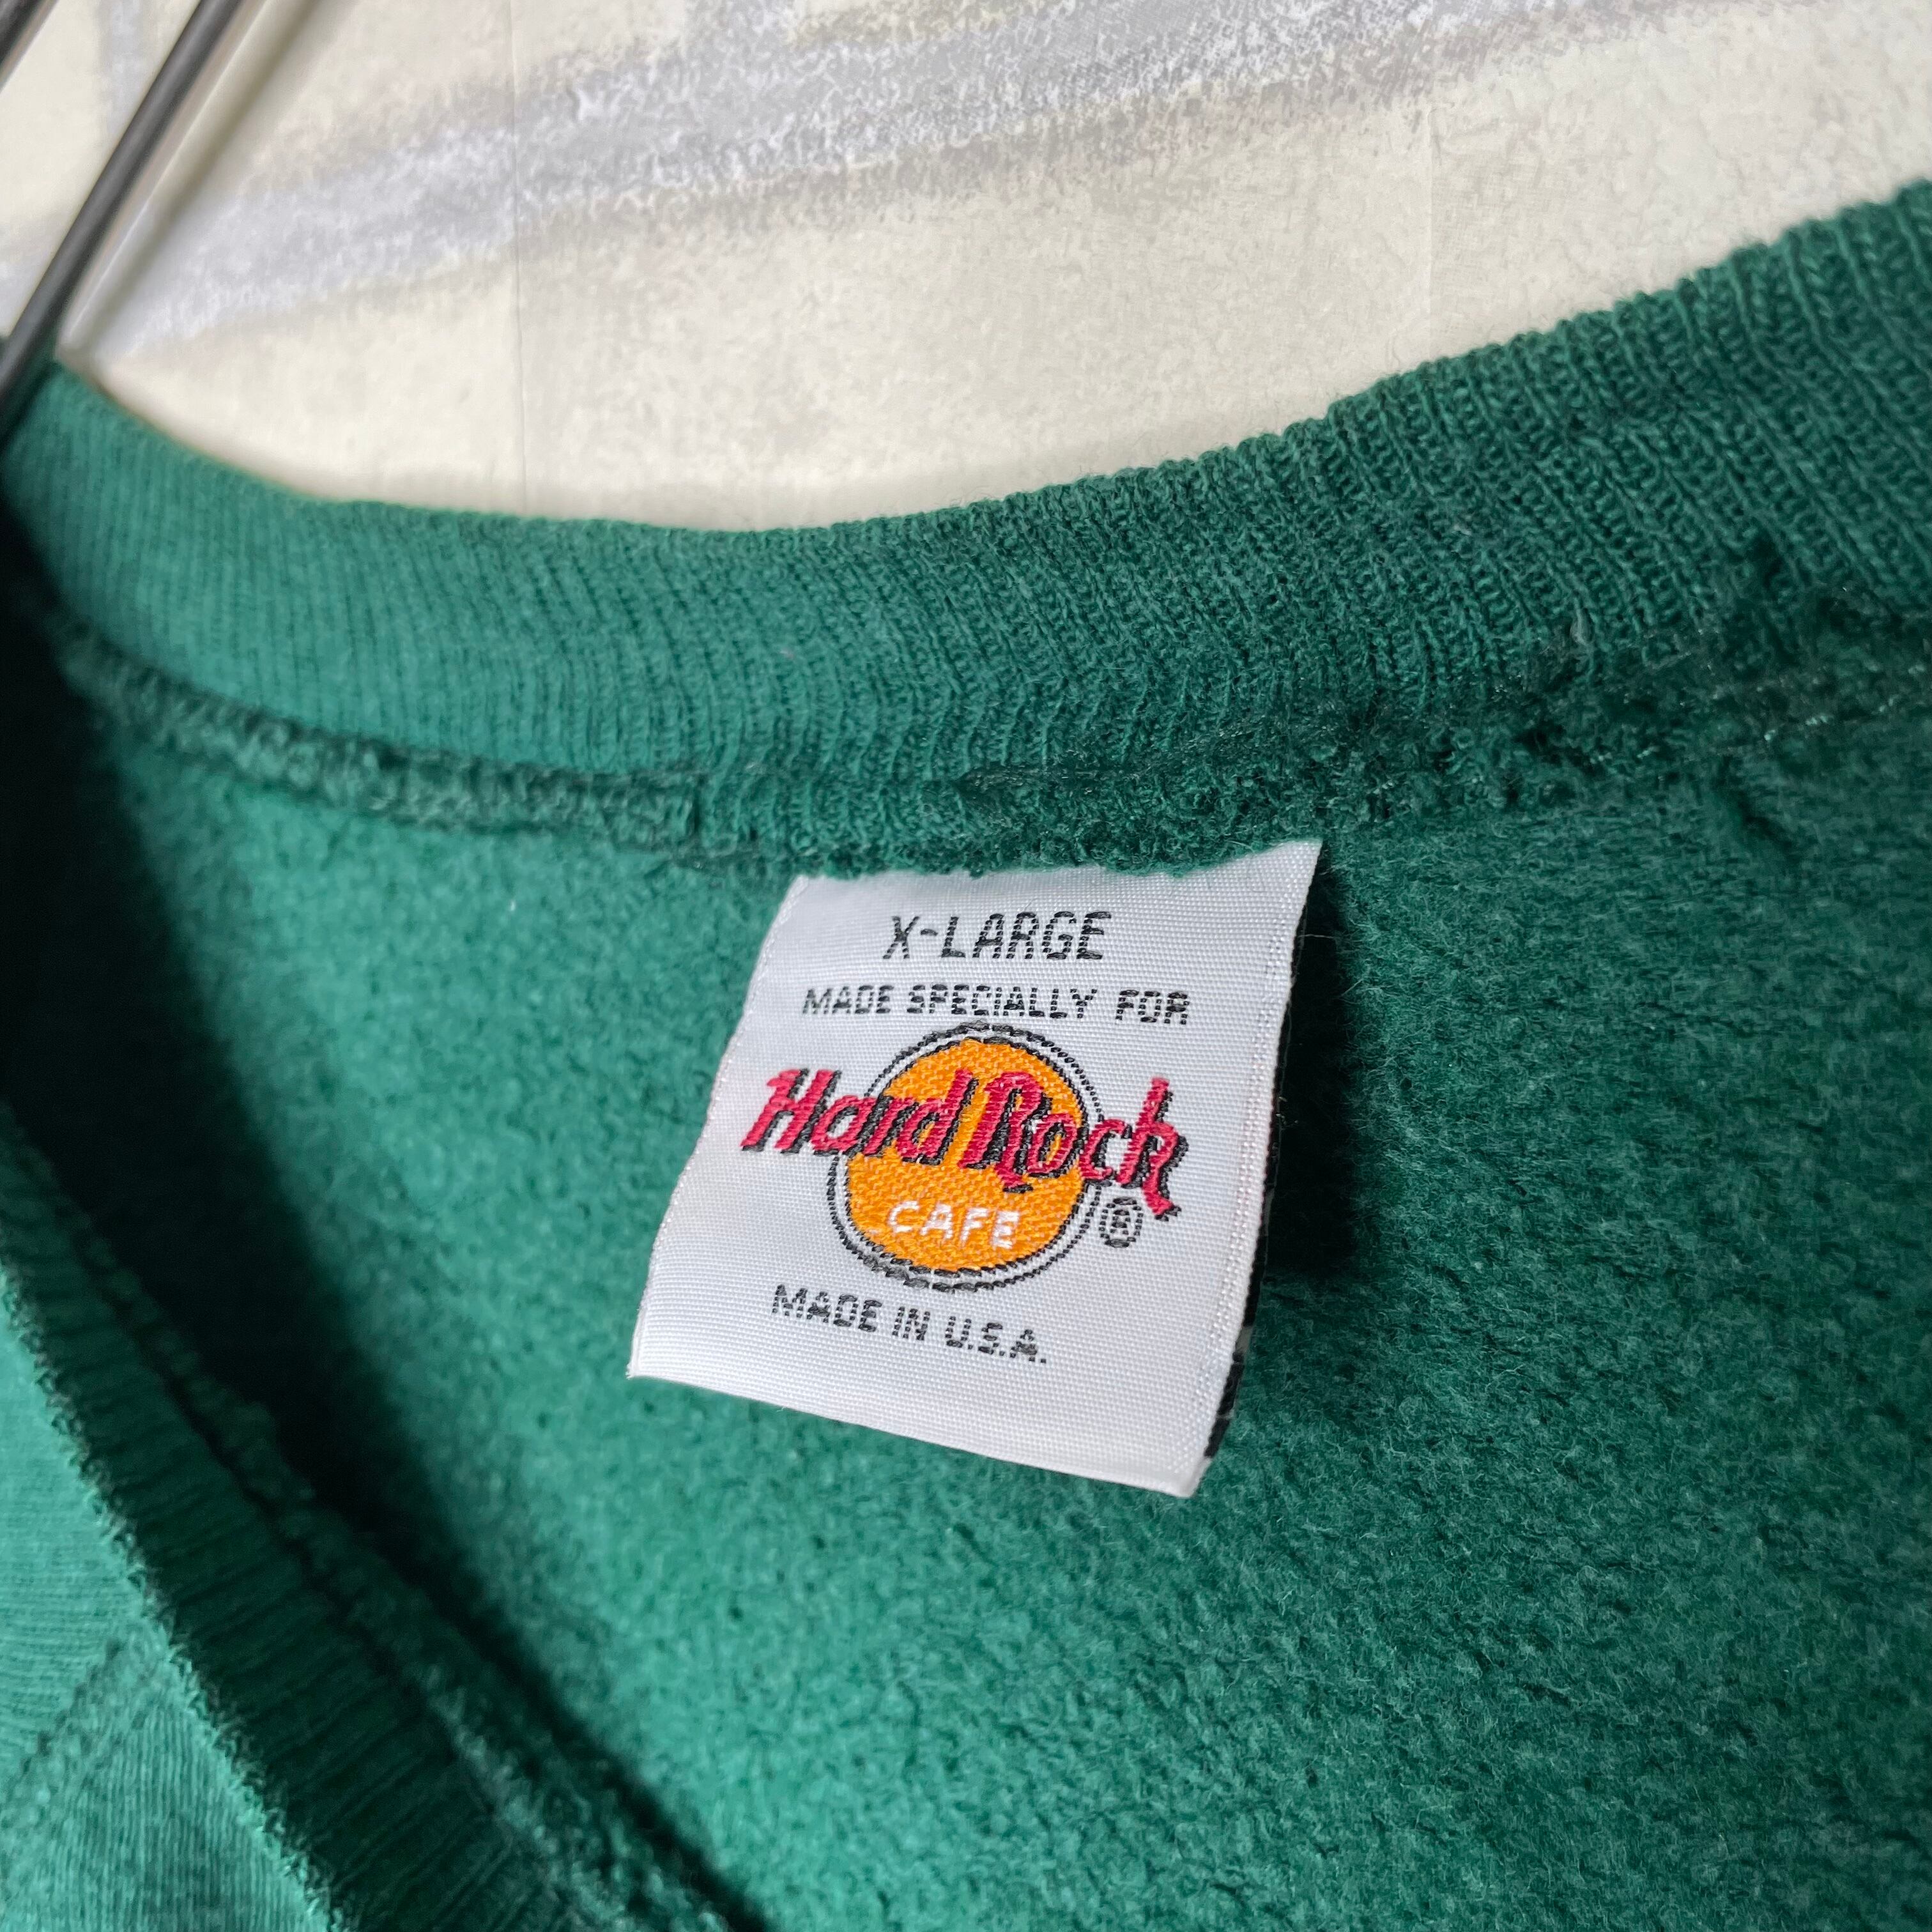 X-LARGE
MADE SPECIALLY FOR
Hard Rock
CAFE ®
MADE IN U.S.A.